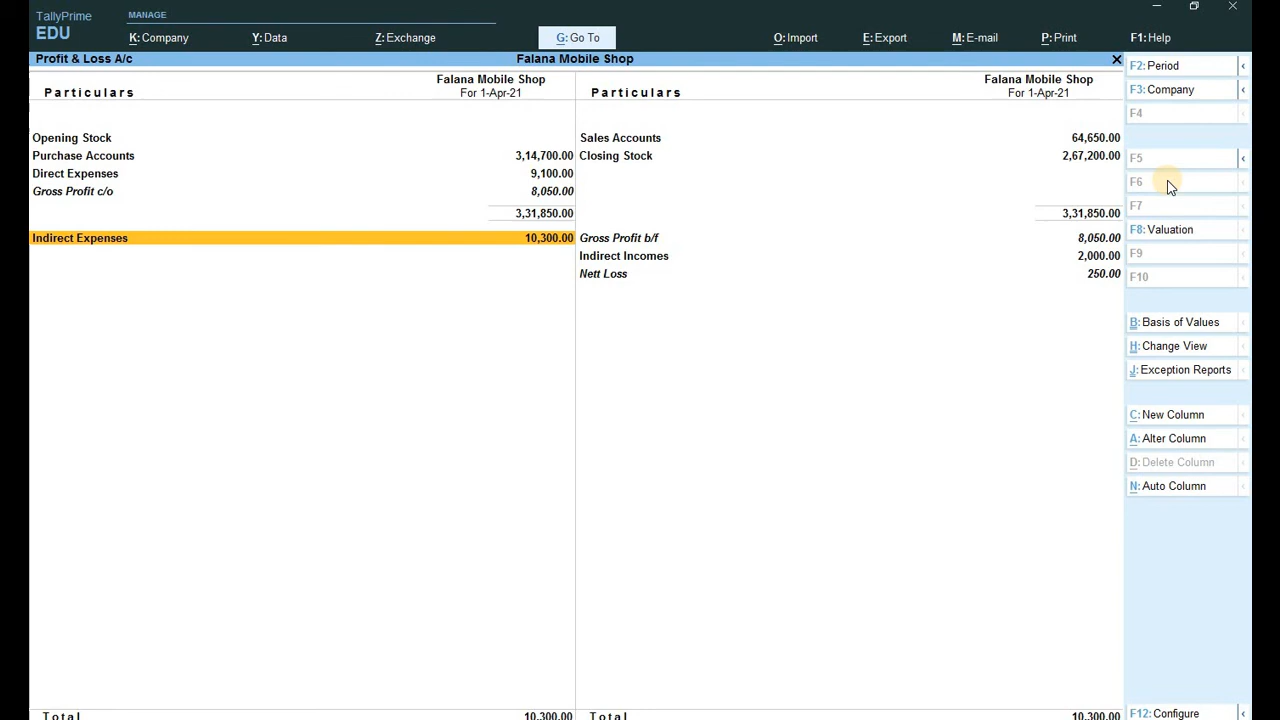 TallyPrime
EDU
MANAGE
K: Company Y: Data Z: Exchange G: Go To O: Import E: Export M: E-mail P: Print F1: Help
Profit & Loss A/c Falana Mobile Shop
Particulars Falana Mobile Shop Particulars Falana Mobile Shop
For 1-Apr-21 For 1-Apr-21
Opening Stock Sales Accounts 64,650.00
Purchase Accounts 3,14,700.00 Closing Stock 2,67,200.00
Direct Expenses 9,100.00
Gross Profit c/o 8,050.00
3,31,850.00 3,31,850.00
Indirect Expenses 10,300.00 Gross Profit b/f 8,050.00
Indirect Incomes 2,000.00
Nett Loss 250.00
Total 10,300.00 Total 10,300.00
F2: Period
F3: Company
F4
F5
F6
F7
F8: Valuation
F9
F10
B: Basis of Values
H: Change View
J: Exception Reports
C: New Column
A: Alter Column
D: Delete Column
N: Auto Column
F12: Configure